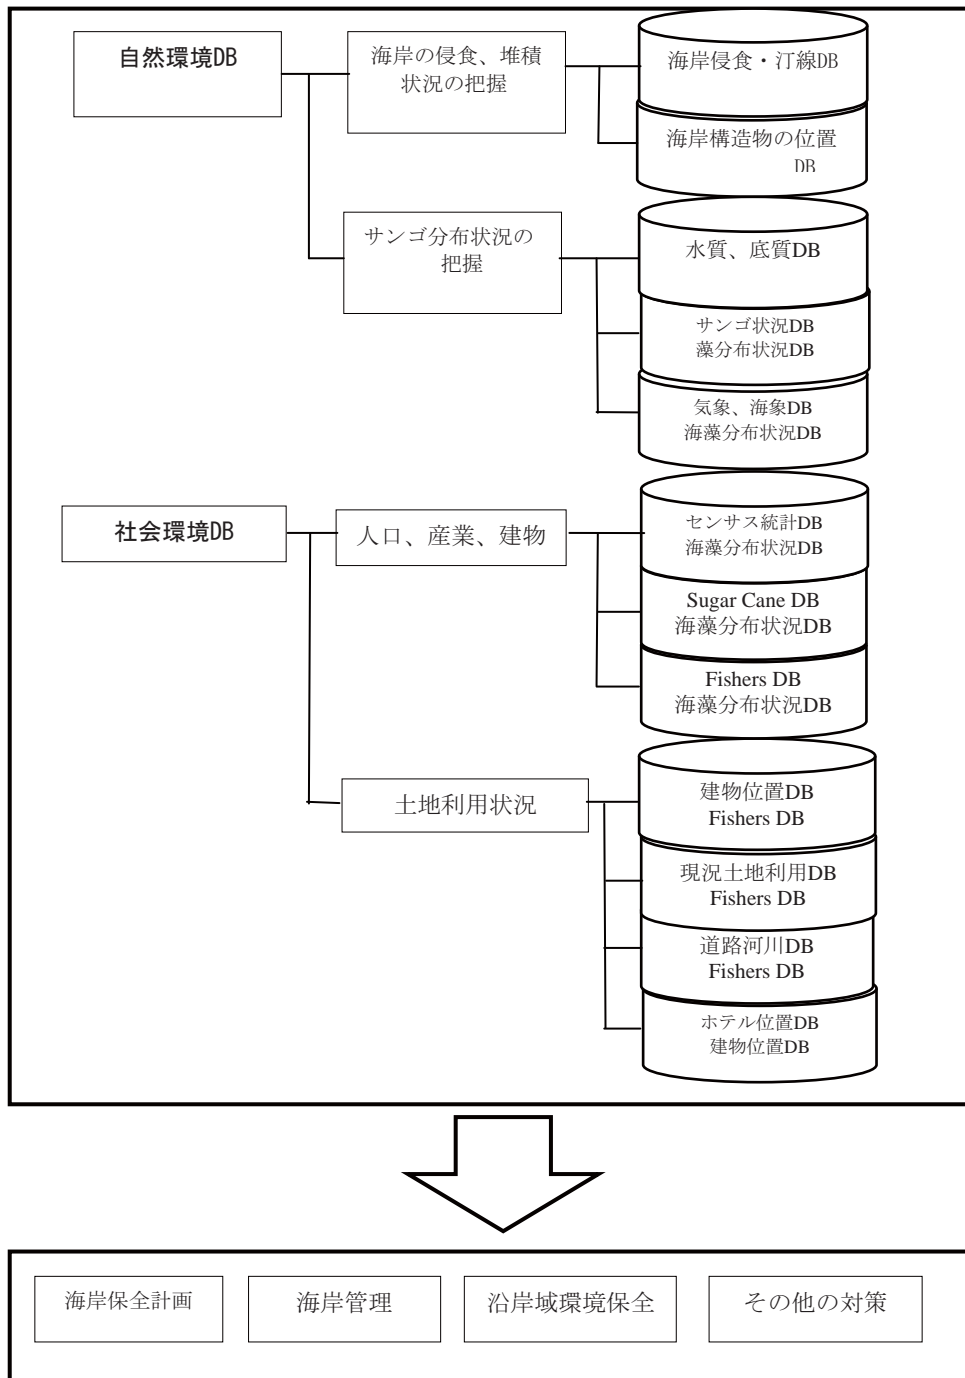 自然環境DB
海岸の侵食、堆積
状況の把握
海岸侵食・汀線DB
海岸構造物の位置
DB
サンゴ分布状況の
把握
水質、底質DB
サンゴ状況DB
藻分布状況DB
気象、海象DB
海藻分布状況DB
社会環境DB
人口、産業、建物
センサス統計DB
海藻分布状況DB
Sugar Cane DB
海藻分布状況DB
Fishers DB
海藻分布状況DB
土地利用状況
建物位置DB
Fishers DB
現況土地利用DB
Fishers DB
道路河川DB
Fishers DB
ホテル位置DB
建物位置DB
海岸保全計画
海岸管理
沿岸域環境保全
その他の対策